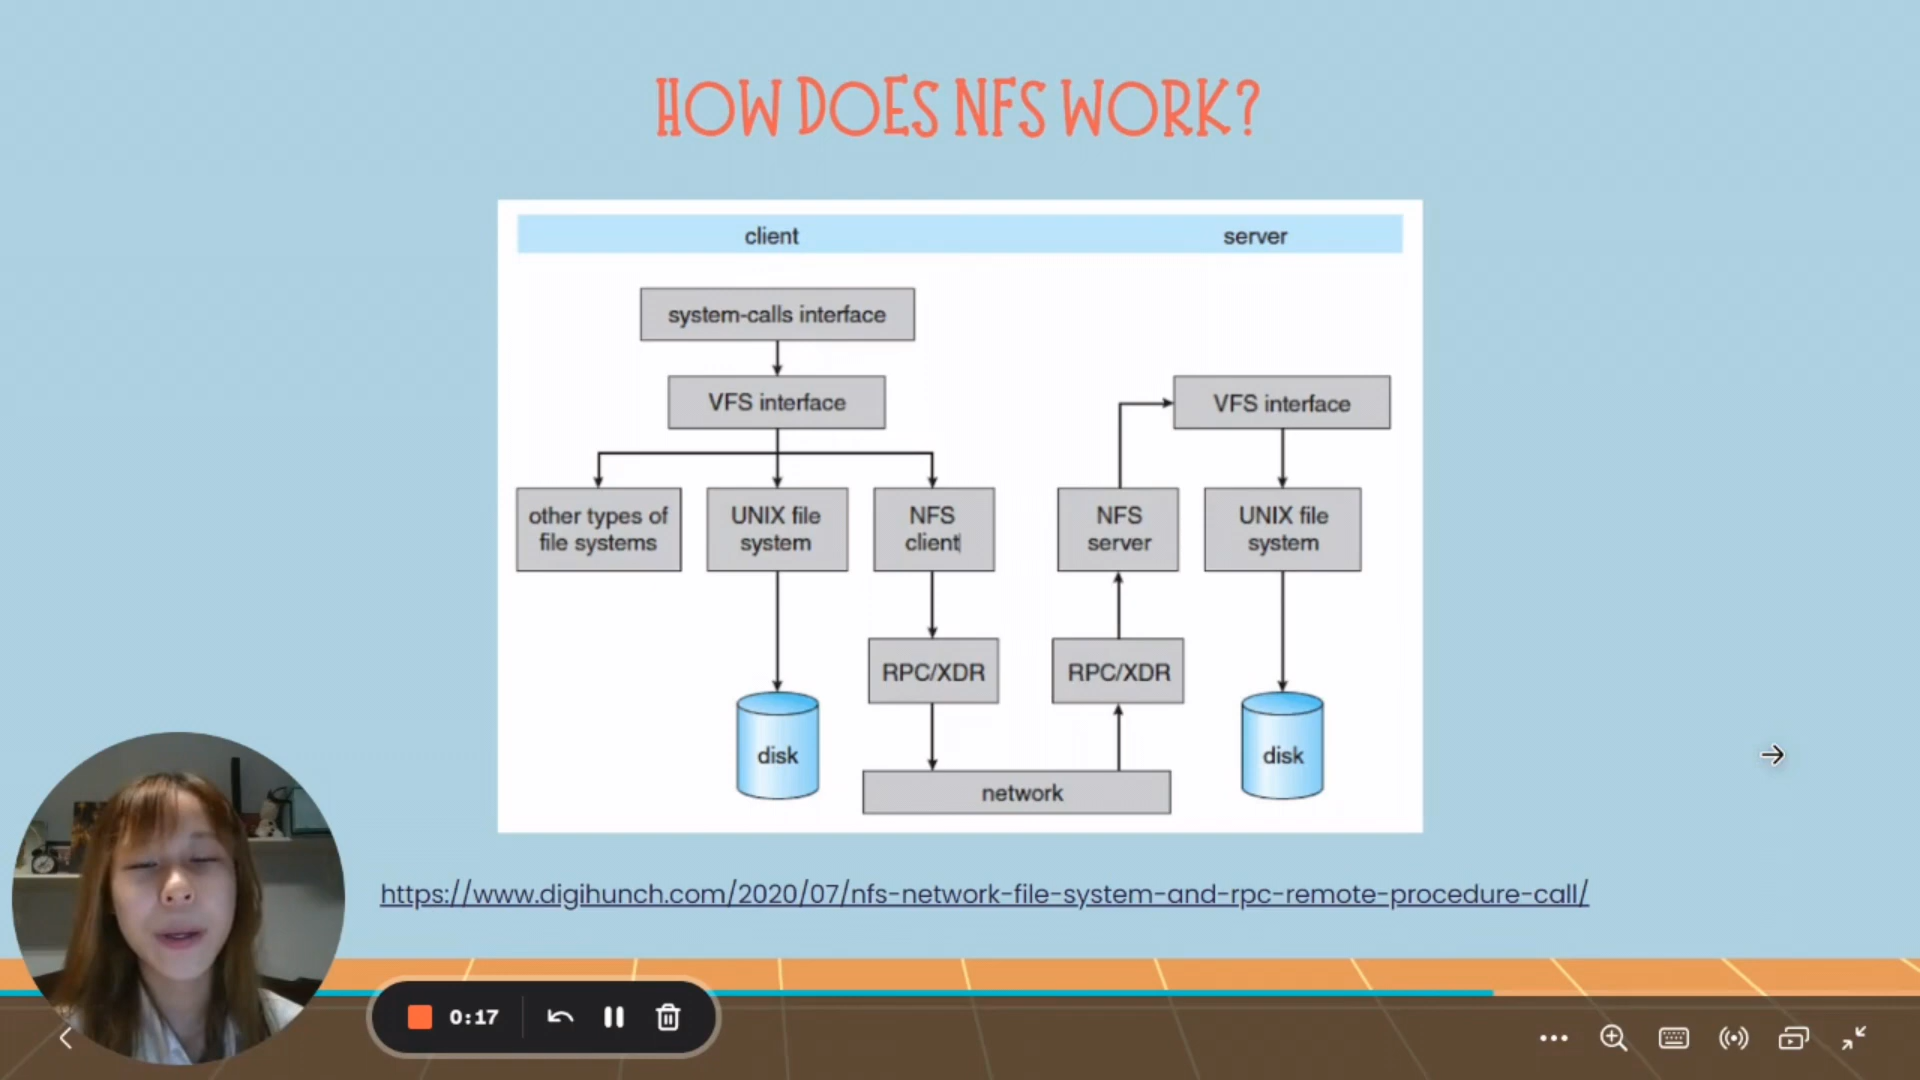 HOW DOES NFS WORK?
client
server
system-calls interface
VFS interface
VFS interface
other types of
file systems
UNIX file
system
NFS
client
NFS
server
UNIX file
system
RPC/XDR
RPC/XDR
disk
disk
network
https://www.digihunch.com/2020/07/nfs-network-file-system-and-rpc-remote-procedure-call/
0:17